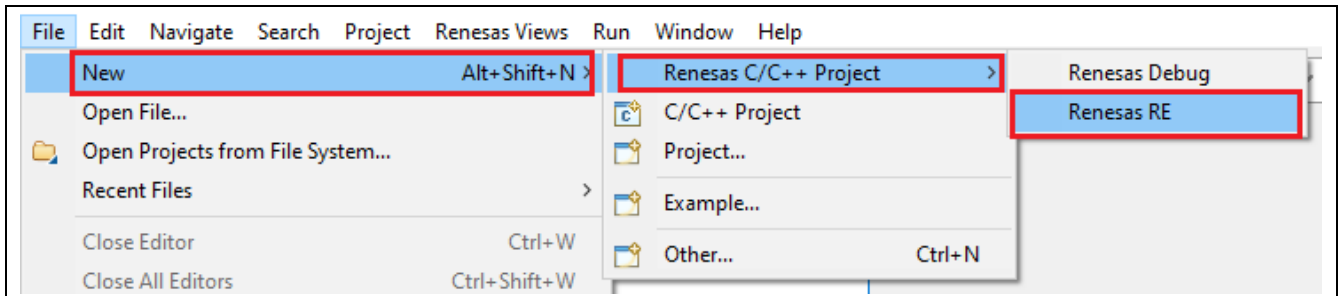 File Edit Navigate Search Project Renesas Views Run Window Help
New Alt+Shift+N >
Open File...
Open Projects from File System...
Recent Files >
Close Editor Ctrl+W
Close All Editors Ctrl+Shift+W
Renesas C/C++ Project >
C/C++ Project
Project...
Example...
Other... Ctrl+N
Renesas Debug
Renesas RE